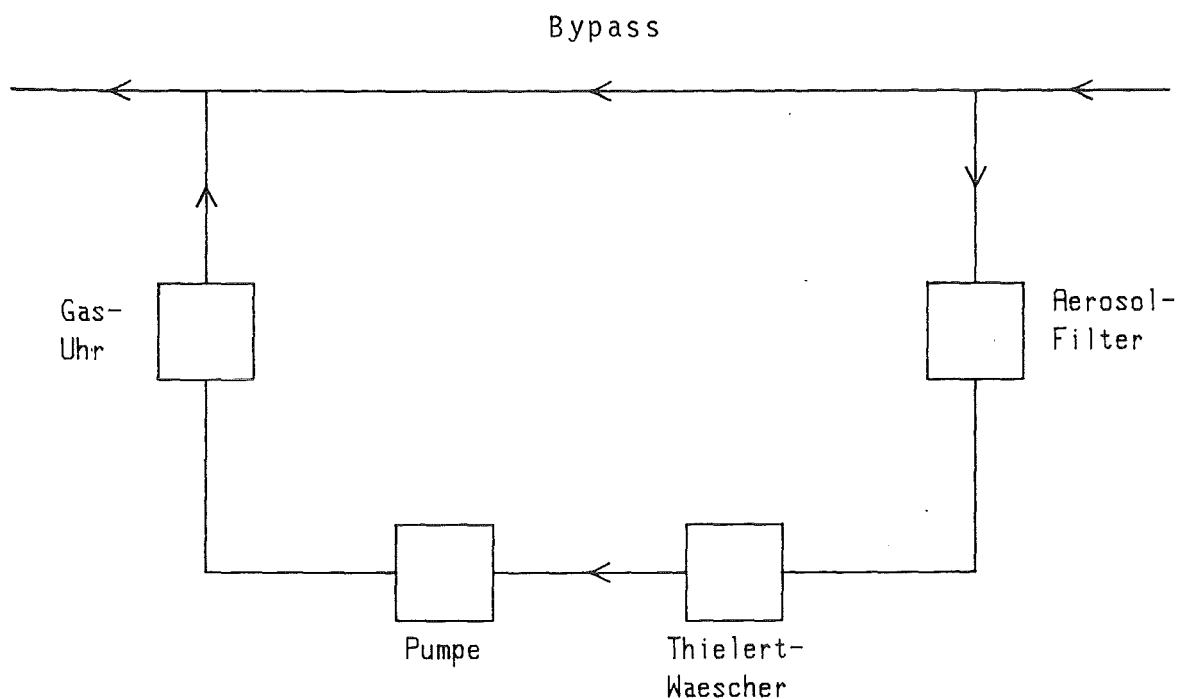 Bypass
Gas-
Uhr
Aerosol-
Filter
Pumpe
Thielert-
Waescher